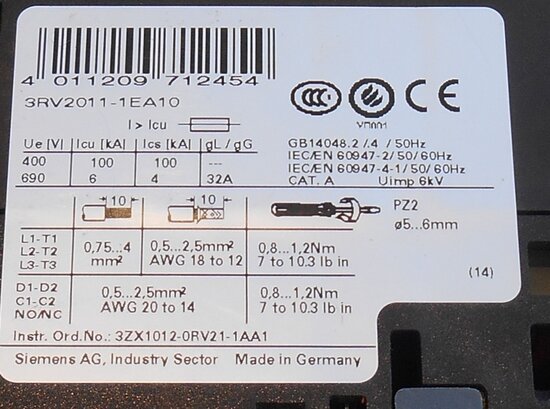 4 011209 712454
3RV2011-1EA10
I > Icu
Ue [V] Icu [kA] Ics [kA] gL / gG
400 100 100 ---
690 6 4 32A
CCC CE
GB14048.2 /.4 / 50Hz
IEC/EN 60947-2/ 50/ 60Hz
IEC/EN 60947-4-1/ 50/60Hz
CAT. A Uimp 6kV
10 10 PZ2
ø5...6mm
L1-T1
L2-T2
L3-T3
0,75...4 mm²
0,5...2,5mm²
AWG 18 to 12
0,8...1,2Nm
7 to 10.3 lb in
(14)
D1-D2
C1-C2
NO/NC
0,5...2,5mm²
AWG 20 to 14
0,8...1,2Nm
7 to 10.3 lb in
Instr. Ord.No.: 3ZX1012-0RV21-1AA1
Siemens AG, Industry Sector Made in Germany